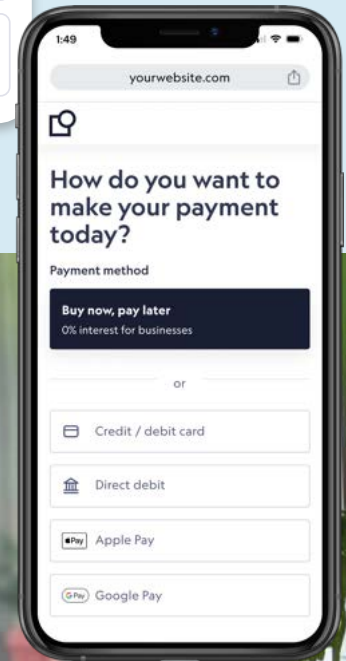 1:49
yourwebsite.com
How do you want to
make your payment
today?
Payment method
Buy now, pay later
0% interest for businesses
or
Credit / debit card
Direct debit
Pay Apple Pay
G Pay Google Pay